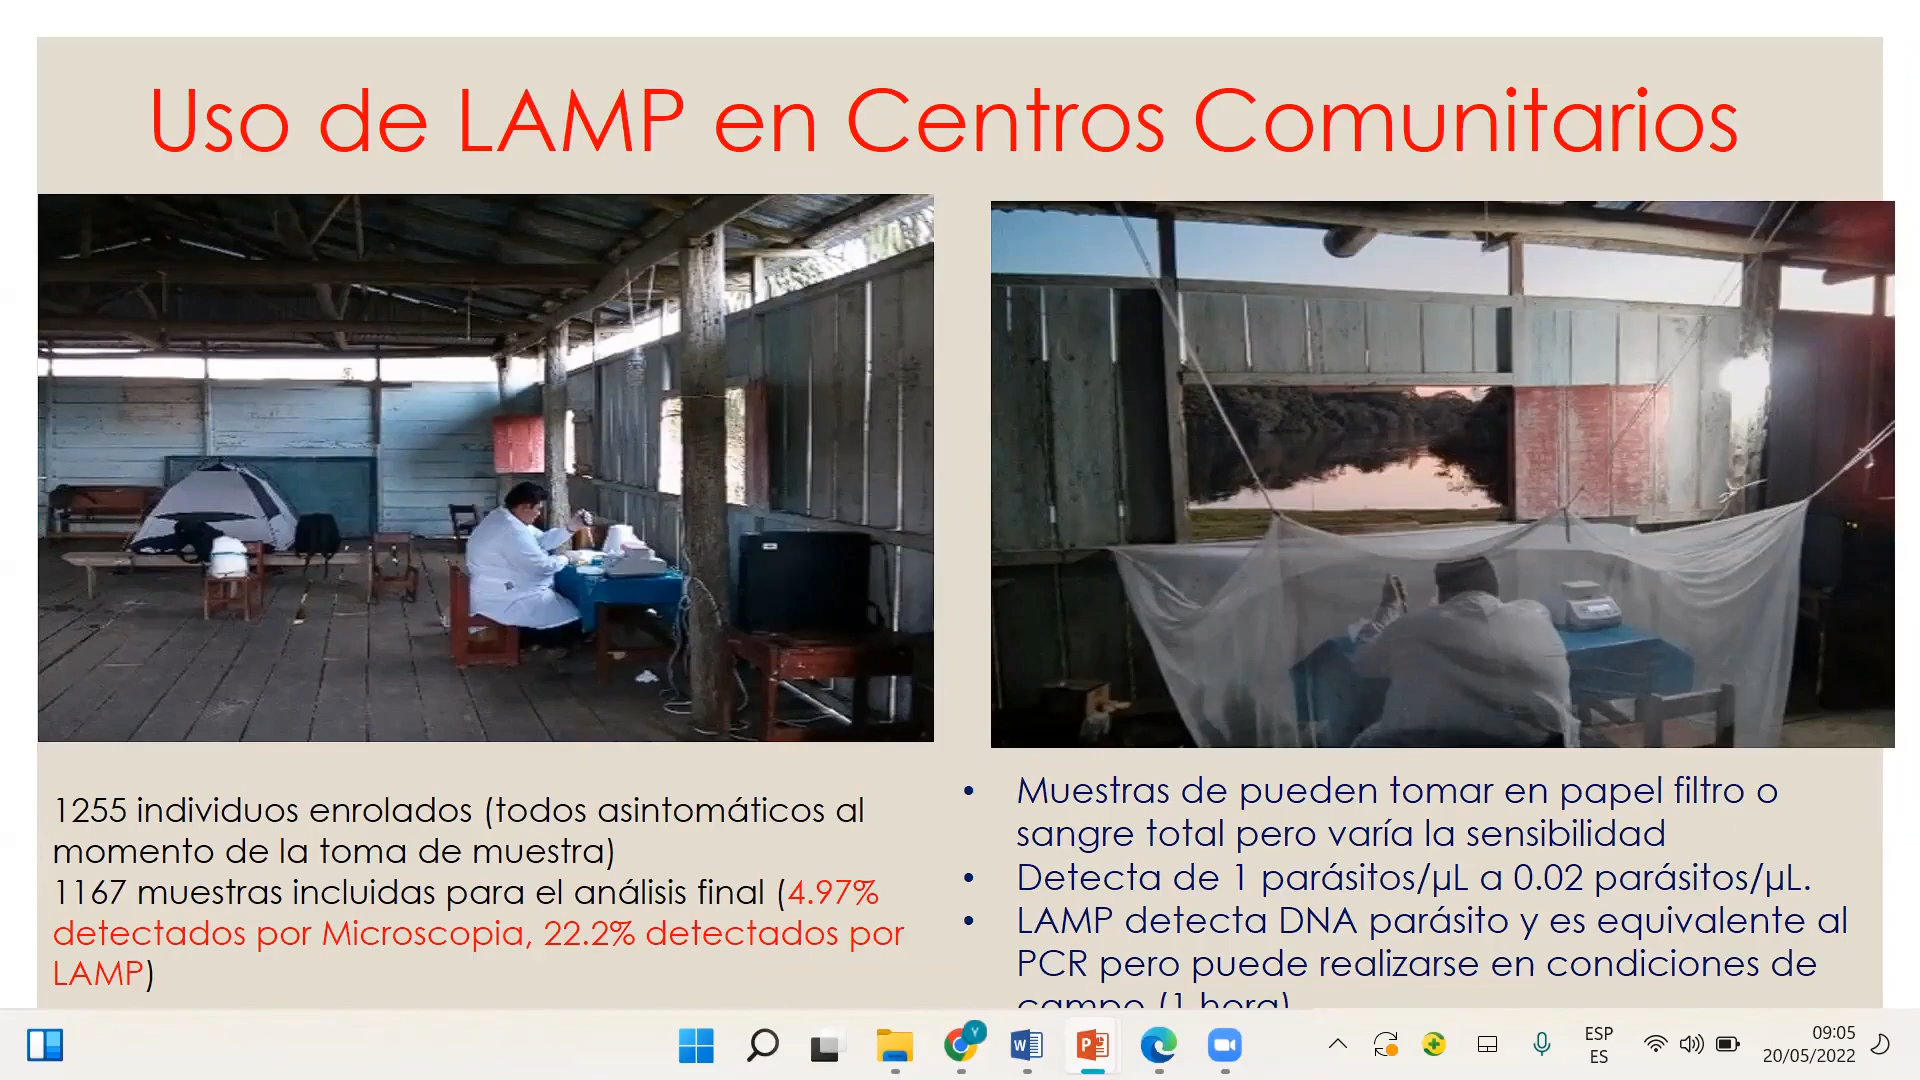 Uso de LAMP en Centros Comunitarios
1255 individuos enrolados (todos asintomáticos al
momento de la toma de muestra)
1167 muestras incluidas para el análisis final (4.97%
detectados por Microscopia, 22.2% detectados por
LAMP)
• Muestras de pueden tomar en papel filtro o
sangre total pero varía la sensibilidad
• Detecta de 1 parásitos/µL a 0.02 parásitos/µL.
• LAMP detecta DNA parásito y es equivalente al
PCR pero puede realizarse en condiciones de
campo (1 hora)
Y
W
P
ESP
ES
09:05
20/05/2022